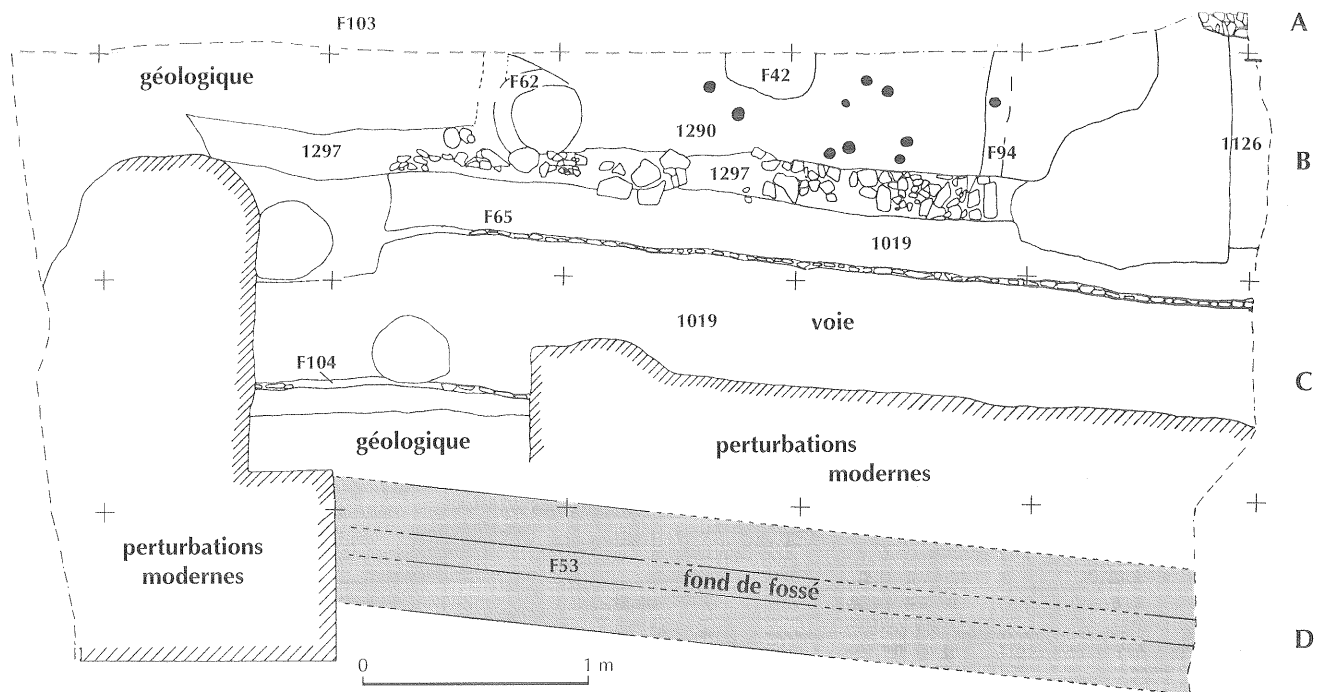 F103
A
géologique
F62
F42
1290
1297
1297
F94
1126
B
F65
1019
1019
voie
F104
C
géologique
perturbations
modernes
perturbations
modernes
F53
fond de fossé
D
0
1 m